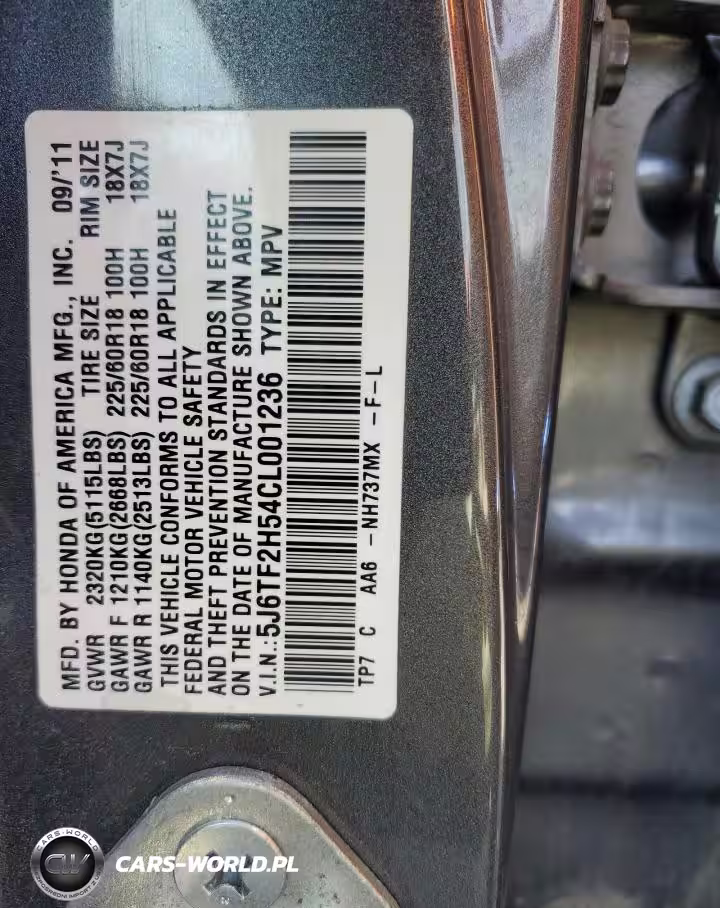 MFD. BY HONDA OF AMERICA MFG., INC. 09/'11
GVWR 2320KG(5115LBS) TIRE SIZE RIM SIZE
GAWR F 1210KG(2668LBS) 225/60R18 100H 18X7J
GAWR R 1140KG(2513LBS) 225/60R18 100H 18X7J
THIS VEHICLE CONFORMS TO ALL APPLICABLE
FEDERAL MOTOR VEHICLE SAFETY
AND THEFT PREVENTION STANDARDS IN EFFECT
ON THE DATE OF MANUFACTURE SHOWN ABOVE.
V.I.N.:5J6TF2H54CL001236 TYPE: MPV
TP7 C AA6 -NH737MX -F-L
CARS-WORLD
CW
CARS-WORLD.PL